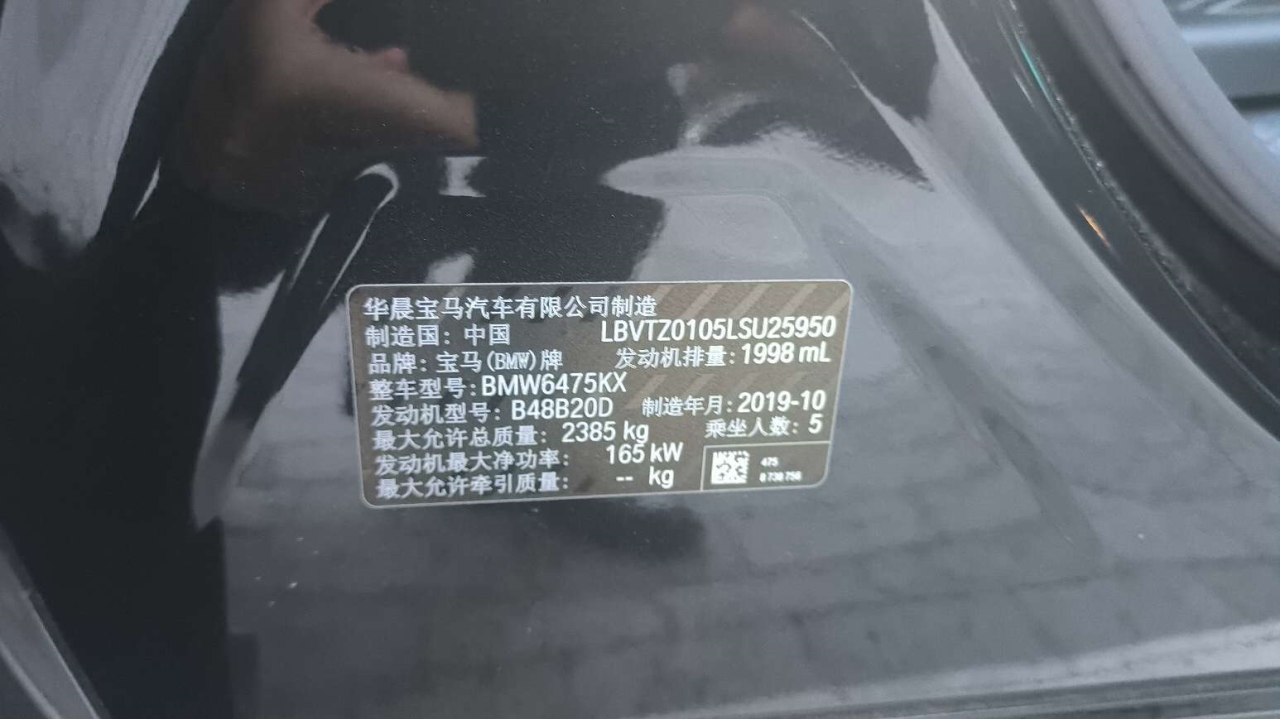 华晨宝马汽车有限公司制造
制造国：中国 LBVTZ0105LSU25950
品牌：宝马(BMW)牌 发动机排量：1998 mL
整车型号：BMW6475KX
发动机型号：B48B20D 制造年月：2019-10
最大允许总质量：2385 kg 乘坐人数：5
发动机最大净功率：165 kW
最大允许牵引质量：-- kg
475
8 738 756